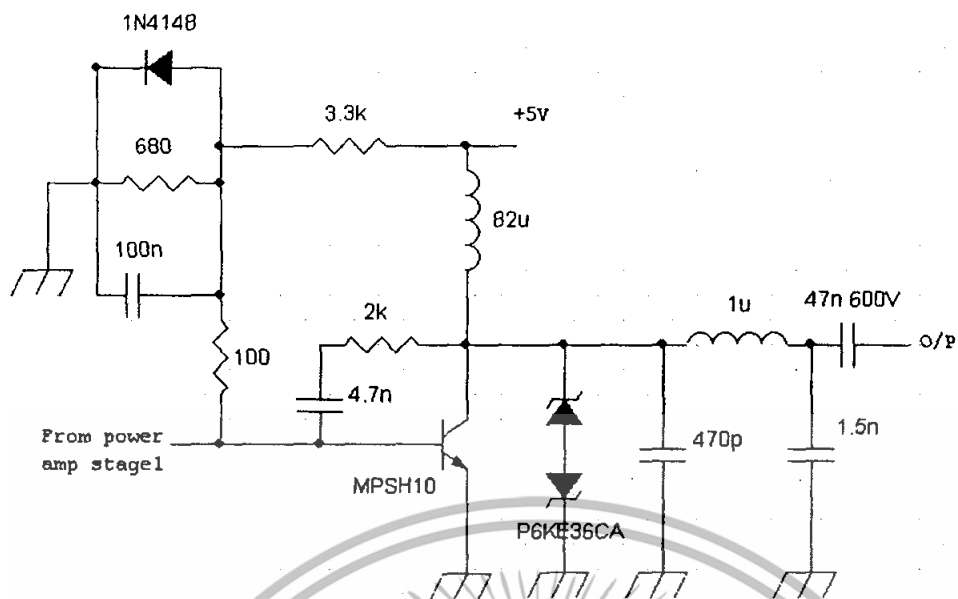 1N4148
3.3k
+5V
680
82u
100n
2k
1u
47n 600V
O/P
100
4.7n
From power
amp stage1
470p
1.5n
MPSH10
P6KE36CA